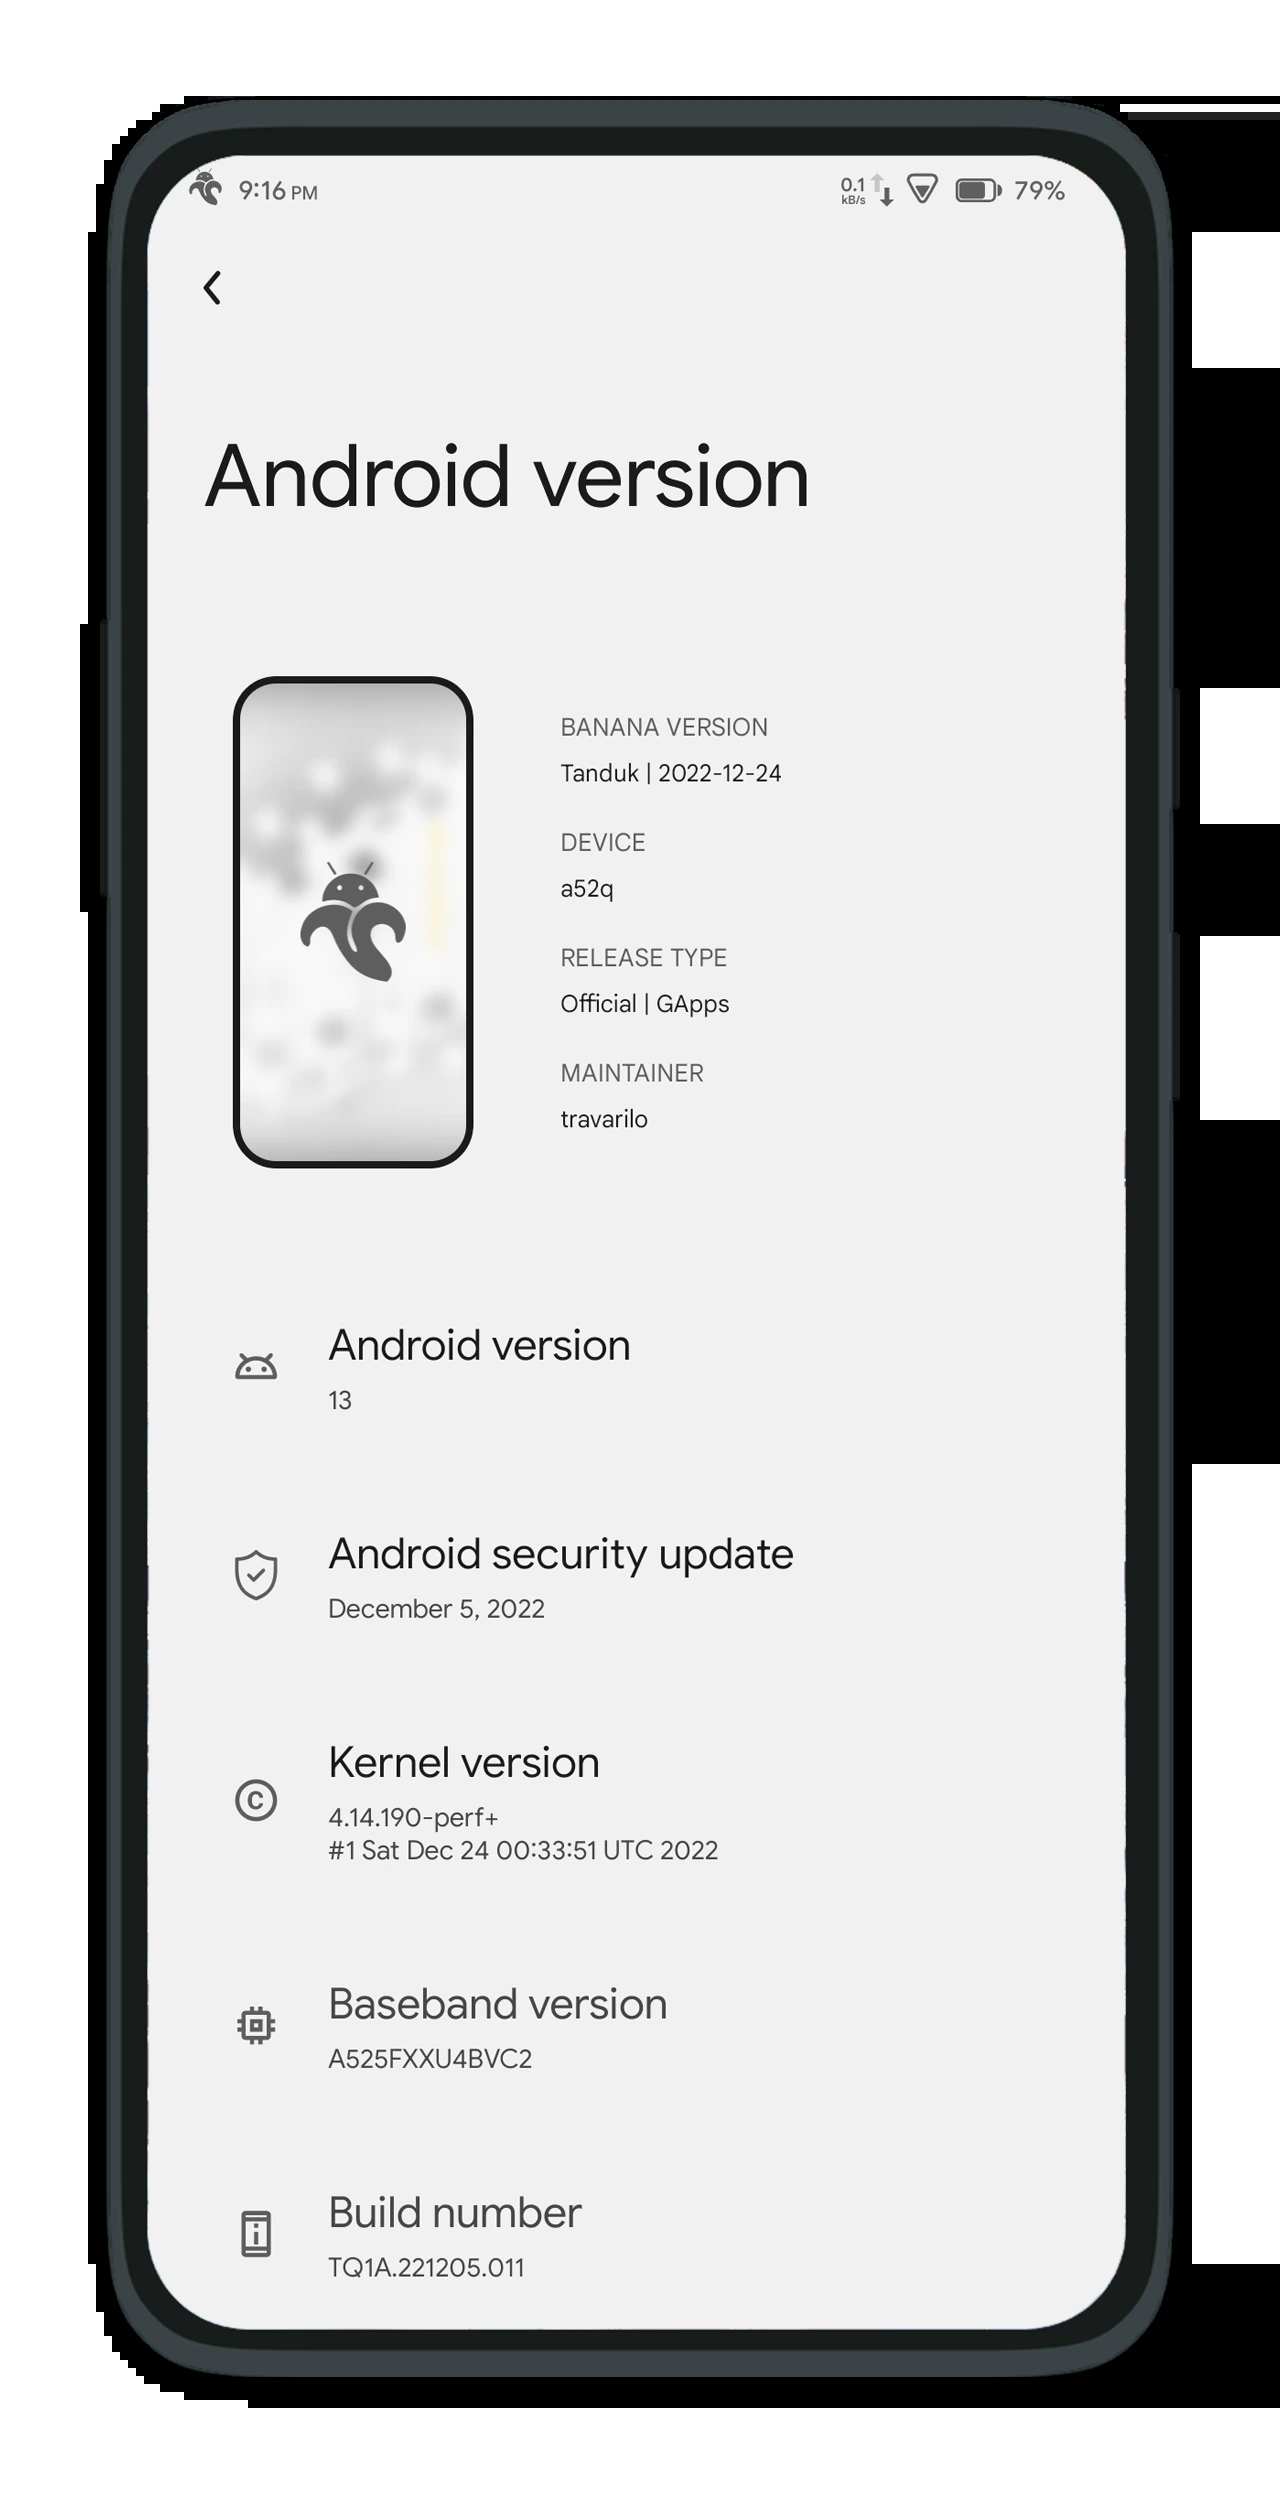 9:16 PM
0.1
kB/s
79%
Android version
BANANA VERSION
Tanduk | 2022-12-24
DEVICE
a52q
RELEASE TYPE
Official | GApps
MAINTAINER
travarilo
Android version
13
Android security update
December 5, 2022
Kernel version
4.14.190-perf+
#1 Sat Dec 24 00:33:51 UTC 2022
Baseband version
A525FXXU4BVC2
Build number
TQ1A.221205.011